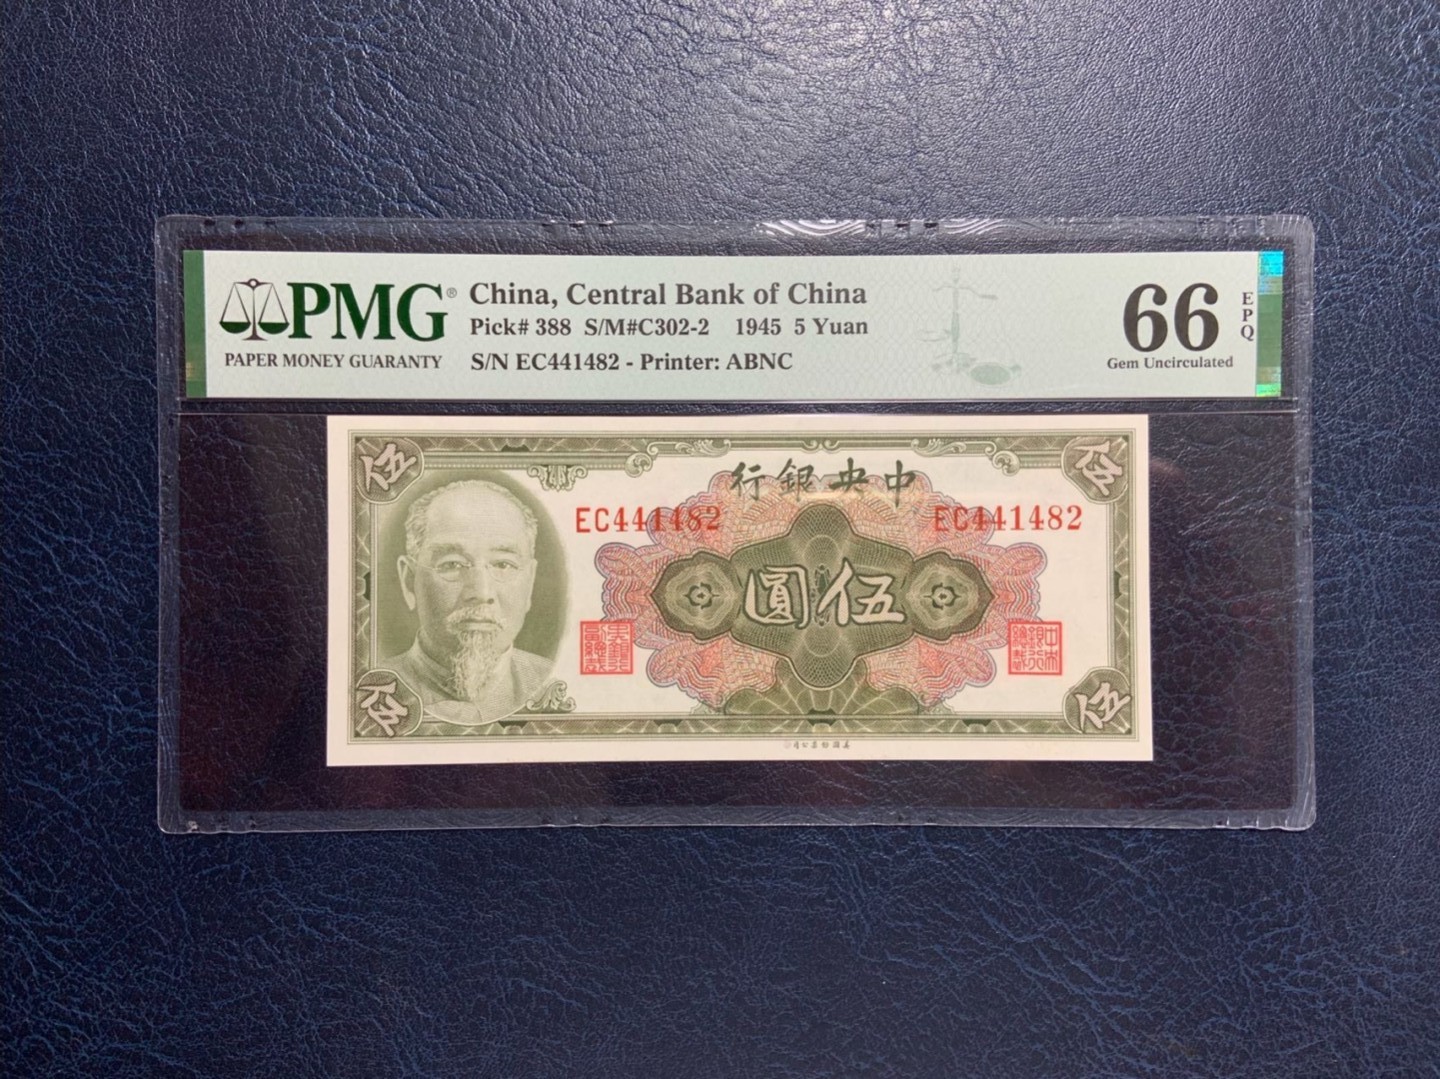 PMG®
PAPER MONEY GUARANTY
China, Central Bank of China
Pick# 388 S/M#C302-2 1945 5 Yuan
S/N EC441482 - Printer: ABNC
66
EPQ
Gem Uncirculated
伍
伍
行銀央中
EC441482
EC441482
圓伍
伍
伍